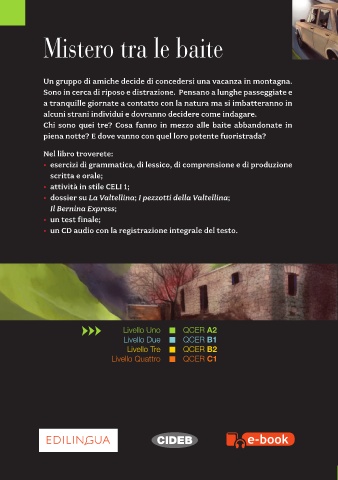 Mistero tra le baite
Un gruppo di amiche decide di concedersi una vacanza in montagna.
Sono in cerca di riposo e distrezione. Pensano a lunghe passeggiate e
a tranquille giornate a contatto con la natura ma si imbatteranno in
alcuni strani individui e dovranno decidere come indagare.
Chi sono quei tre? Cosa fanno in mezzo alle baite abbandonate in
piena notte? E dove vanno con quel loro potente fuoristrada?
Nel libro troverete:
• esercizi di grammatica, di lessico, di comprensione e di produzione
scritta e orale;
• attività in stile CELI 1;
• dossier su La Valtellina; I pezzotti della Valtellina;
Il Bernina Express;
• un test finale;
• un CD audio con la registrazione integrale del testo.
Livello Uno QCER A2
Livello Due QCER B1
Livello Tre QCER B2
Livello Quattro QCER C1
EDILINGUA CIDEB e-book